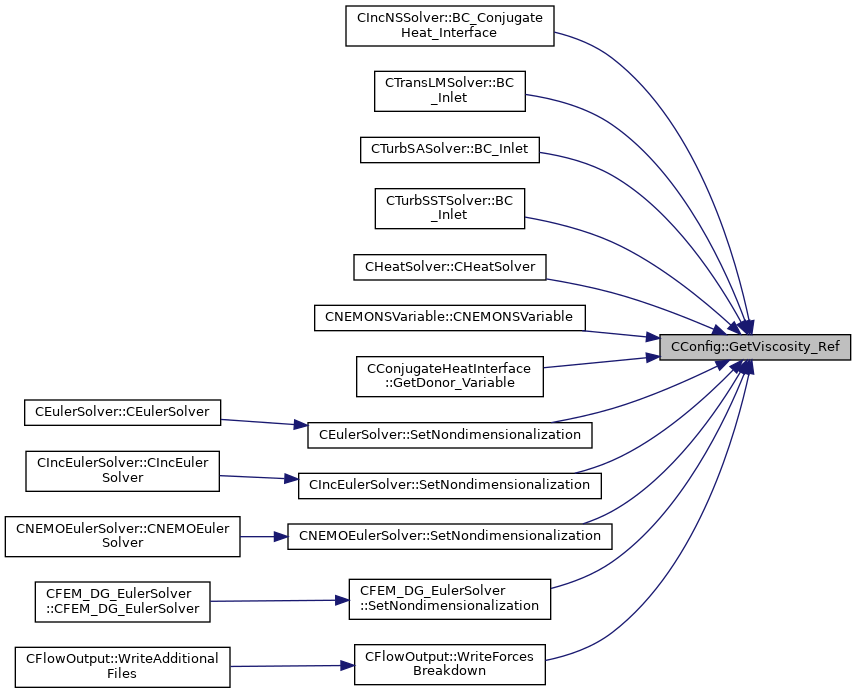 CIncNSSolver::BC_Conjugate
Heat_Interface
CTransLMSolver::BC
_Inlet
CTurbSASolver::BC_Inlet
CTurbSSTSolver::BC
_Inlet
CHeatSolver::CHeatSolver
CNEMONSVariable::CNEMONSVariable
CConfig::GetViscosity_Ref
CConjugateHeatInterface
::GetDonor_Variable
CEulerSolver::CEulerSolver
CEulerSolver::SetNondimensionalization
CIncEulerSolver::CIncEuler
Solver
CIncEulerSolver::SetNondimensionalization
CNEMOEulerSolver::CNEMOEuler
Solver
CNEMOEulerSolver::SetNondimensionalization
CFEM_DG_EulerSolver
::CFEM_DG_EulerSolver
CFEM_DG_EulerSolver
::SetNondimensionalization
CFlowOutput::WriteAdditional
Files
CFlowOutput::WriteForces
Breakdown